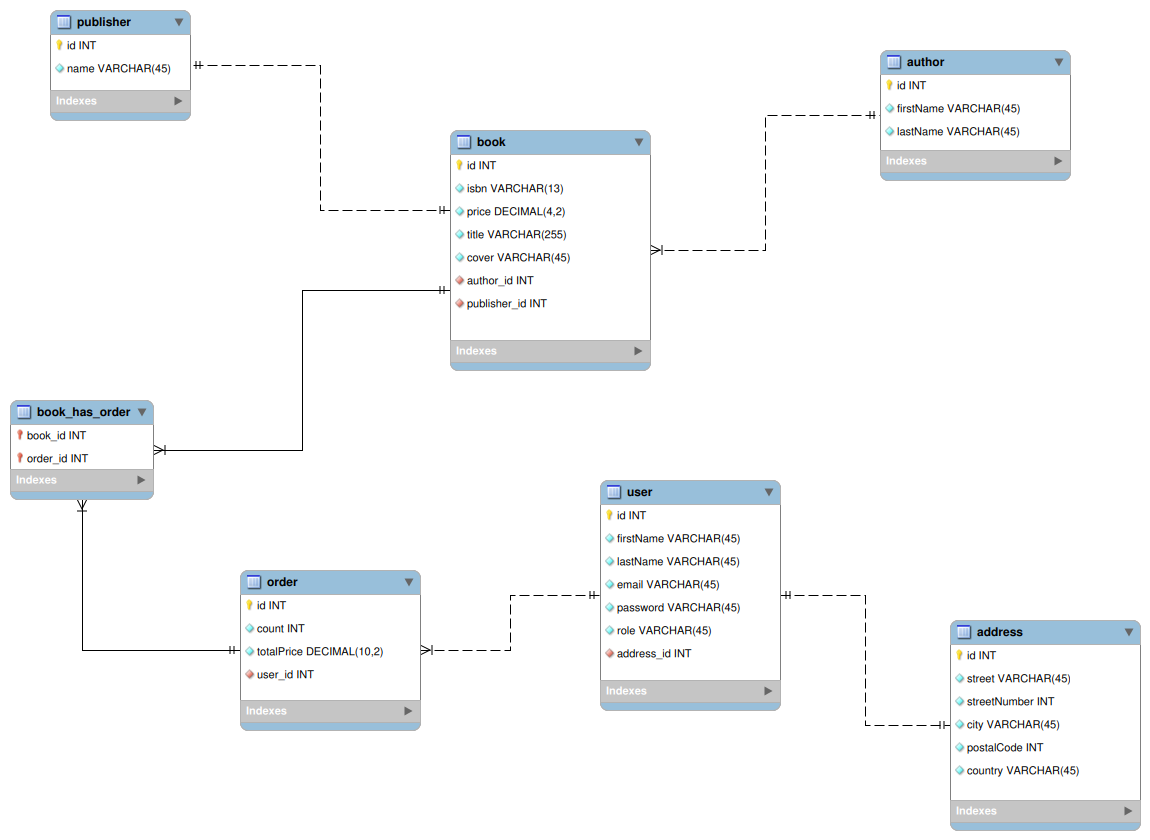 publisher
id INT
name VARCHAR(45)
Indexes
author
id INT
firstName VARCHAR(45)
lastName VARCHAR(45)
Indexes
book
id INT
isbn VARCHAR(13)
price DECIMAL(4,2)
title VARCHAR(255)
cover VARCHAR(45)
author_id INT
publisher_id INT
Indexes
book_has_order
book_id INT
order_id INT
Indexes
user
id INT
firstName VARCHAR(45)
lastName VARCHAR(45)
email VARCHAR(45)
password VARCHAR(45)
role VARCHAR(45)
address_id INT
Indexes
order
id INT
count INT
totalPrice DECIMAL(10,2)
user_id INT
Indexes
address
id INT
street VARCHAR(45)
streetNumber INT
city VARCHAR(45)
postalCode INT
country VARCHAR(45)
Indexes